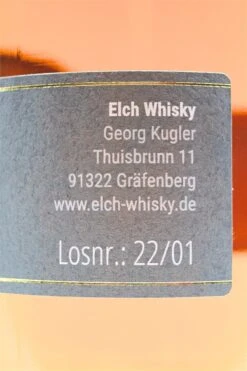 Elch Whisky
Georg Kugler
Thuisbrunn 11
91322 Gräfenberg
www.elch-whisky.de
Losnr.: 22/01